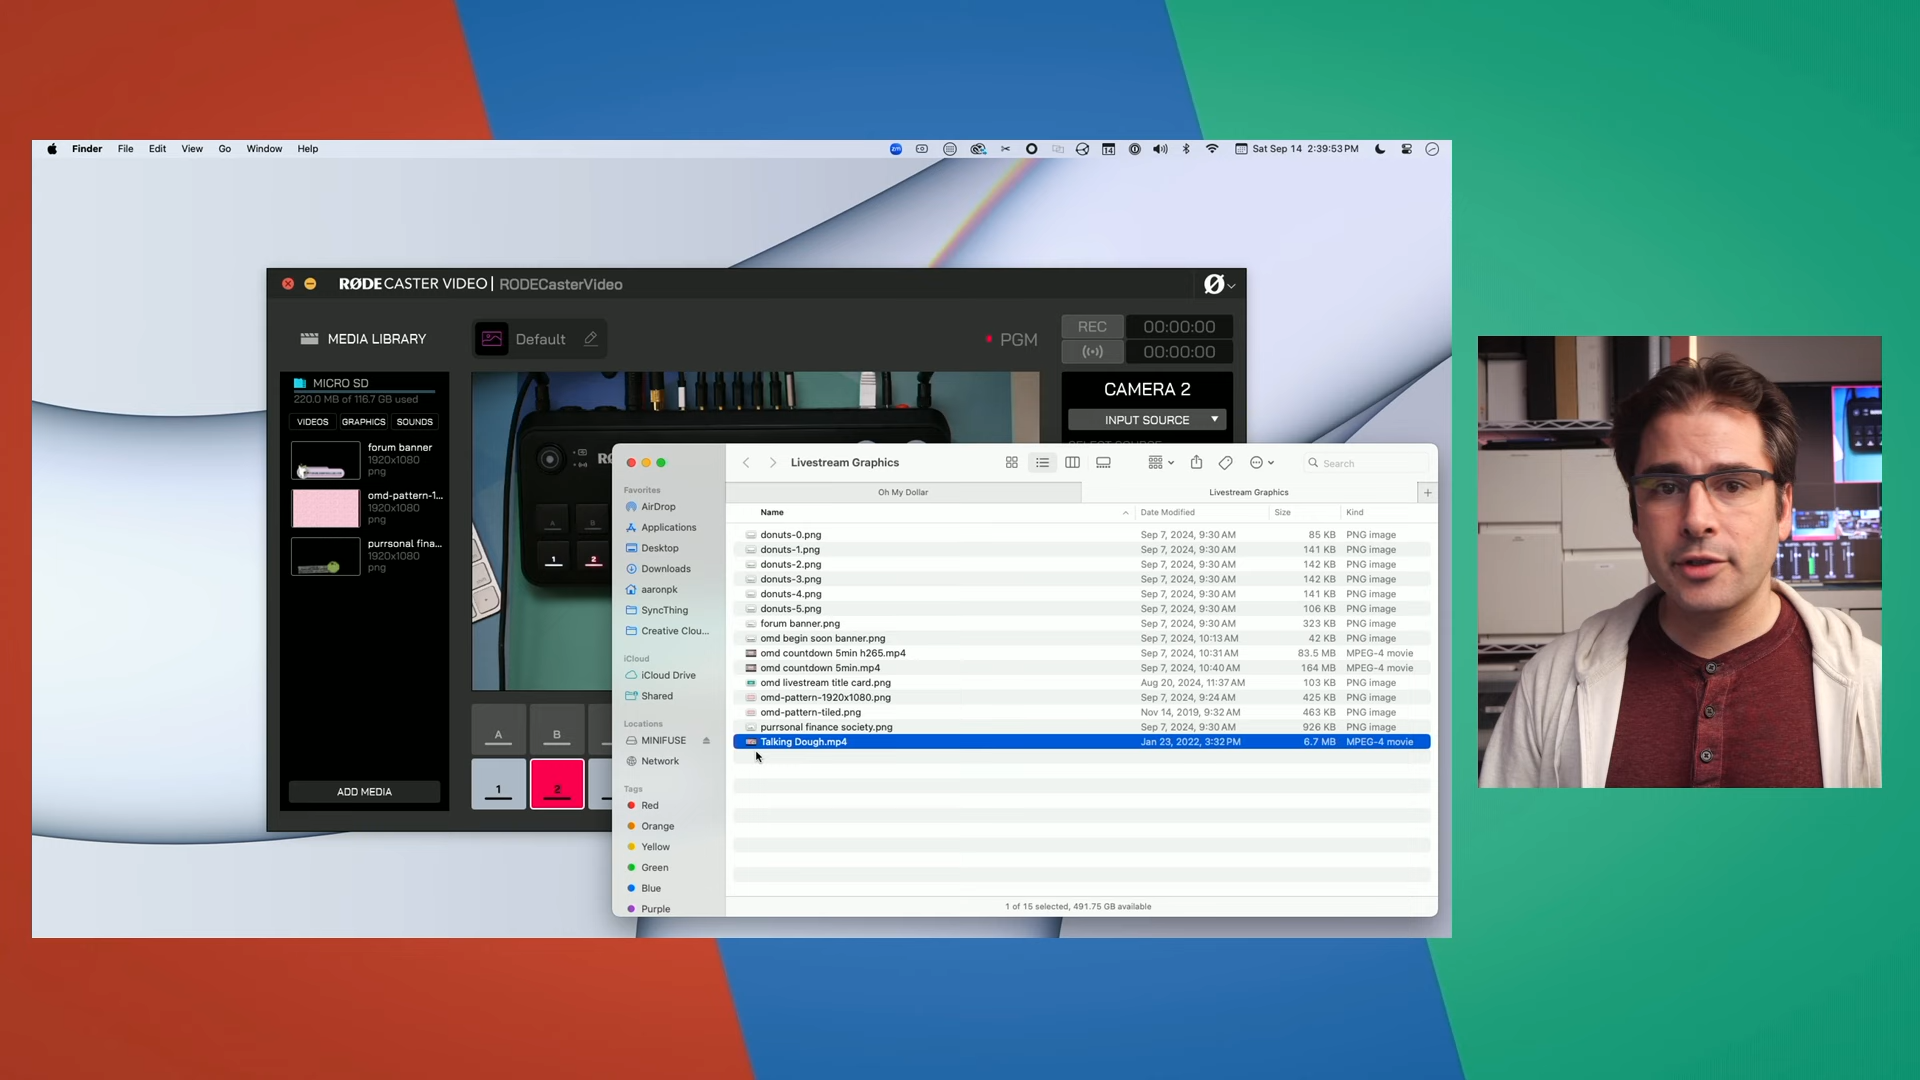 Finder File Edit View Go Window Help
14
Sat Sep 14 2:39:53 PM
RØDECASTER VIDEO | RODECasterVideo
MEDIA LIBRARY
Default
PGM
REC 00:00:00
00:00:00
MICRO SD
220.0 MB of 116.7 GB used
VIDEOS GRAPHICS SOUNDS
forum banner
1920x1080
png
omd-pattern-1...
1920x1080
png
purrsonal fina...
1920x1080
png
ADD MEDIA
CAMERA 2
INPUT SOURCE
A B
1 2
A B
1 2
Livestream Graphics
Search
Oh My Dollar
Livestream Graphics
Favorites
AirDrop
Applications
Desktop
Downloads
aaronpk
SyncThing
Creative Clou...
iCloud
iCloud Drive
Shared
Locations
MINIFUSE
Network
Tags
Red
Orange
Yellow
Green
Blue
Purple
Name Date Modified Size Kind
donuts-0.png Sep 7, 2024, 9:30 AM 85 KB PNG image
donuts-1.png Sep 7, 2024, 9:30 AM 141 KB PNG image
donuts-2.png Sep 7, 2024, 9:30 AM 142 KB PNG image
donuts-3.png Sep 7, 2024, 9:30 AM 142 KB PNG image
donuts-4.png Sep 7, 2024, 9:30 AM 141 KB PNG image
donuts-5.png Sep 7, 2024, 9:30 AM 106 KB PNG image
forum banner.png Sep 7, 2024, 9:30 AM 323 KB PNG image
omd begin soon banner.png Sep 7, 2024, 10:13 AM 42 KB PNG image
omd countdown 5min h265.mp4 Sep 7, 2024, 10:31 AM 83.5 MB MPEG-4 movie
omd countdown 5min.mp4 Sep 7, 2024, 10:40 AM 164 MB MPEG-4 movie
omd livestream title card.png Aug 20, 2024, 11:37 AM 103 KB PNG image
omd-pattern-1920x1080.png Sep 7, 2024, 9:24 AM 425 KB PNG image
omd-pattern-tiled.png Nov 14, 2019, 9:32 AM 463 KB PNG image
purrsonal finance society.png Sep 7, 2024, 9:30 AM 926 KB PNG image
Talking Dough.mp4 Jan 23, 2022, 3:32 PM 6.7 MB MPEG-4 movie
1 of 15 selected, 491.75 GB available